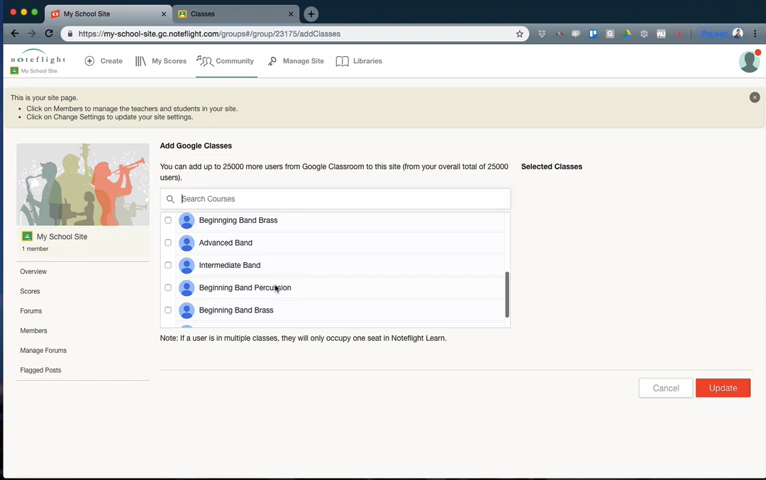 My School Site
Classes
https://my-school-site.gc.noteflight.com/groups#/group/23175/addClasses
Paused
noteflight
My School Site
Create
My Scores
Community
Manage Site
Libraries
This is your site page.
• Click on Members to manage the teachers and students in your site.
• Click on Change Settings to update your site settings.
Add Google Classes
You can add up to 25000 more users from Google Classroom to this site (from your overall total of 25000
users).
Selected Classes
Search Courses
Beginnging Band Brass
Advanced Band
Intermediate Band
Beginning Band Percussion
Beginning Band Brass
Note: If a user is in multiple classes, they will only occupy one seat in Noteflight Learn.
My School Site
1 member
Overview
Scores
Forums
Members
Manage Forums
Flagged Posts
Cancel
Update